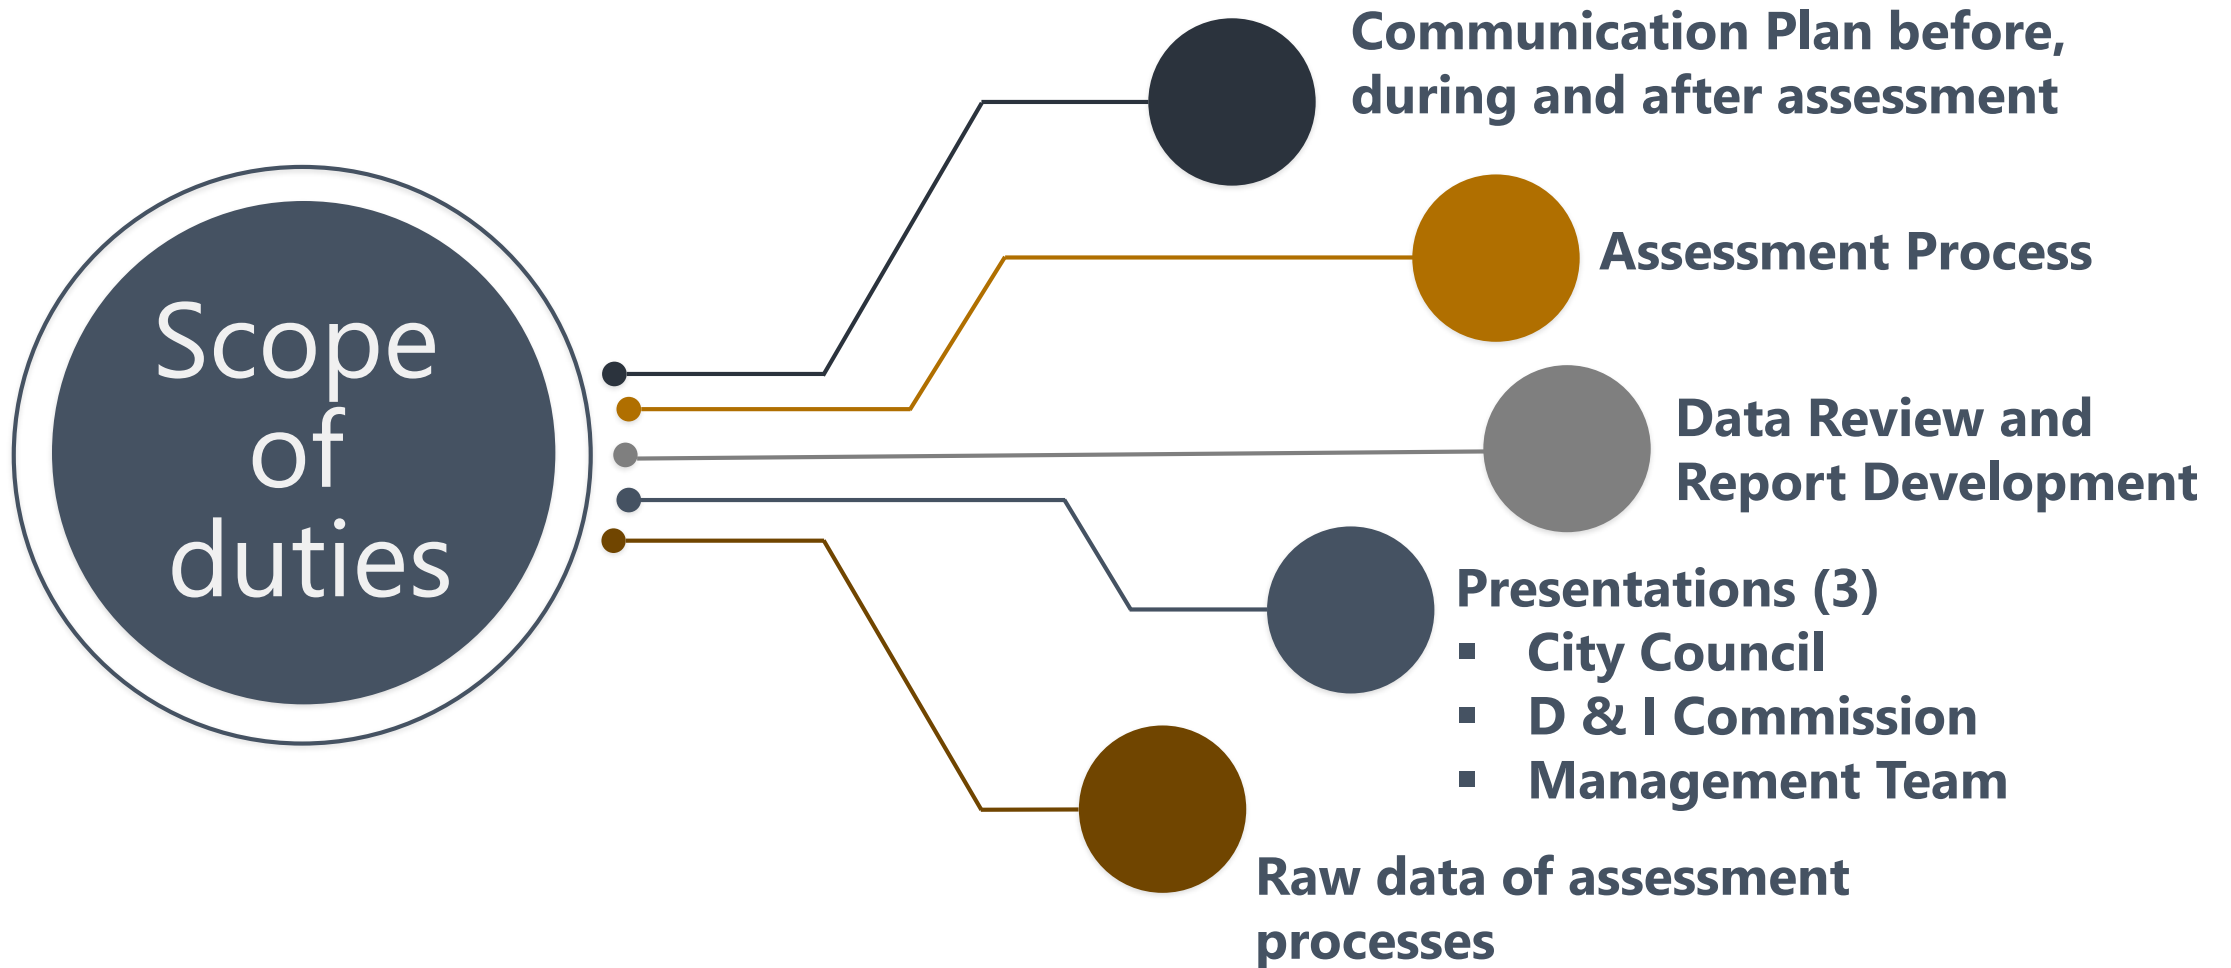 Scope
of
duties
Communication Plan before,
during and after assessment
Assessment Process
Data Review and
Report Development
Presentations (3)
▪ City Council
▪ D & I Commission
▪ Management Team
Raw data of assessment
processes